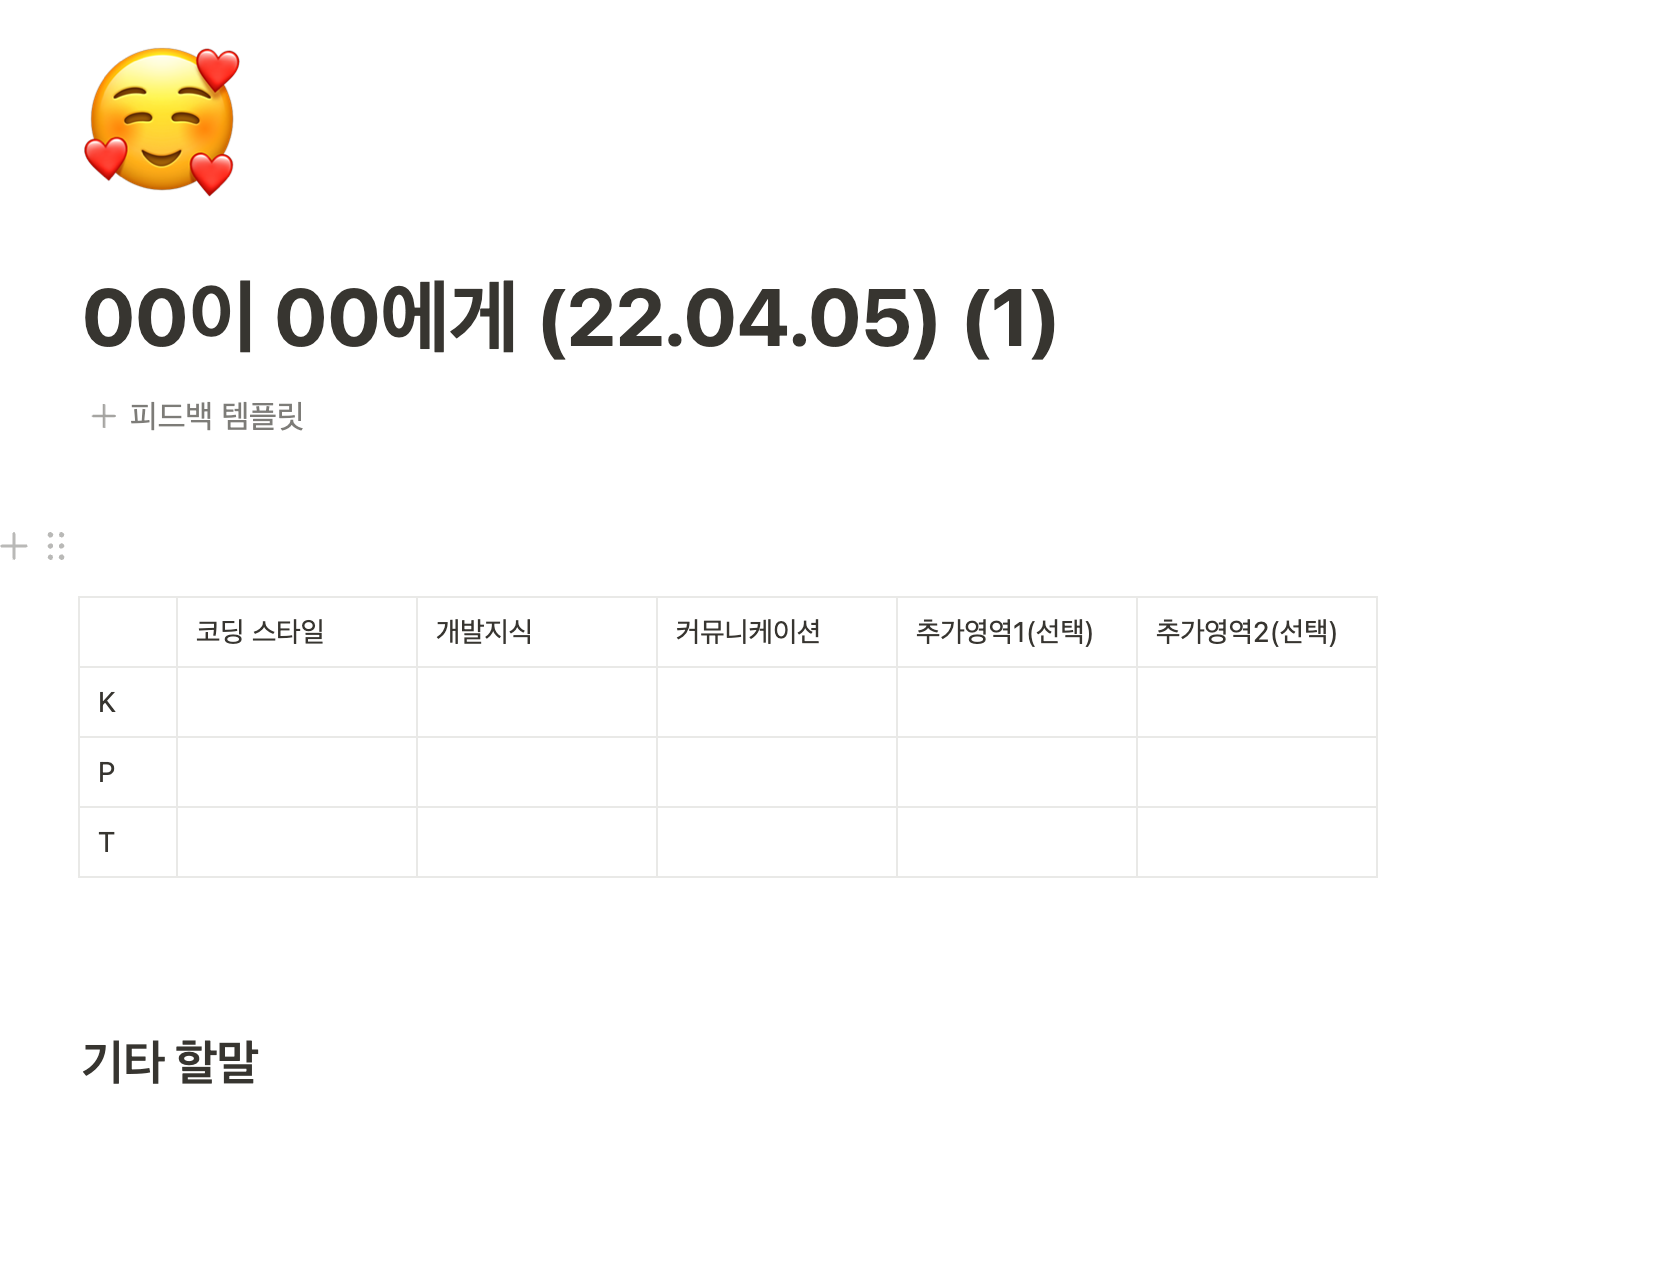 00이 00에게 (22.04.05) (1)
피드백 템플릿
코딩 스타일 개발지식 커뮤니케이션 추가영역1(선택) 추가영역2(선택)
K
P
T
기타 할말